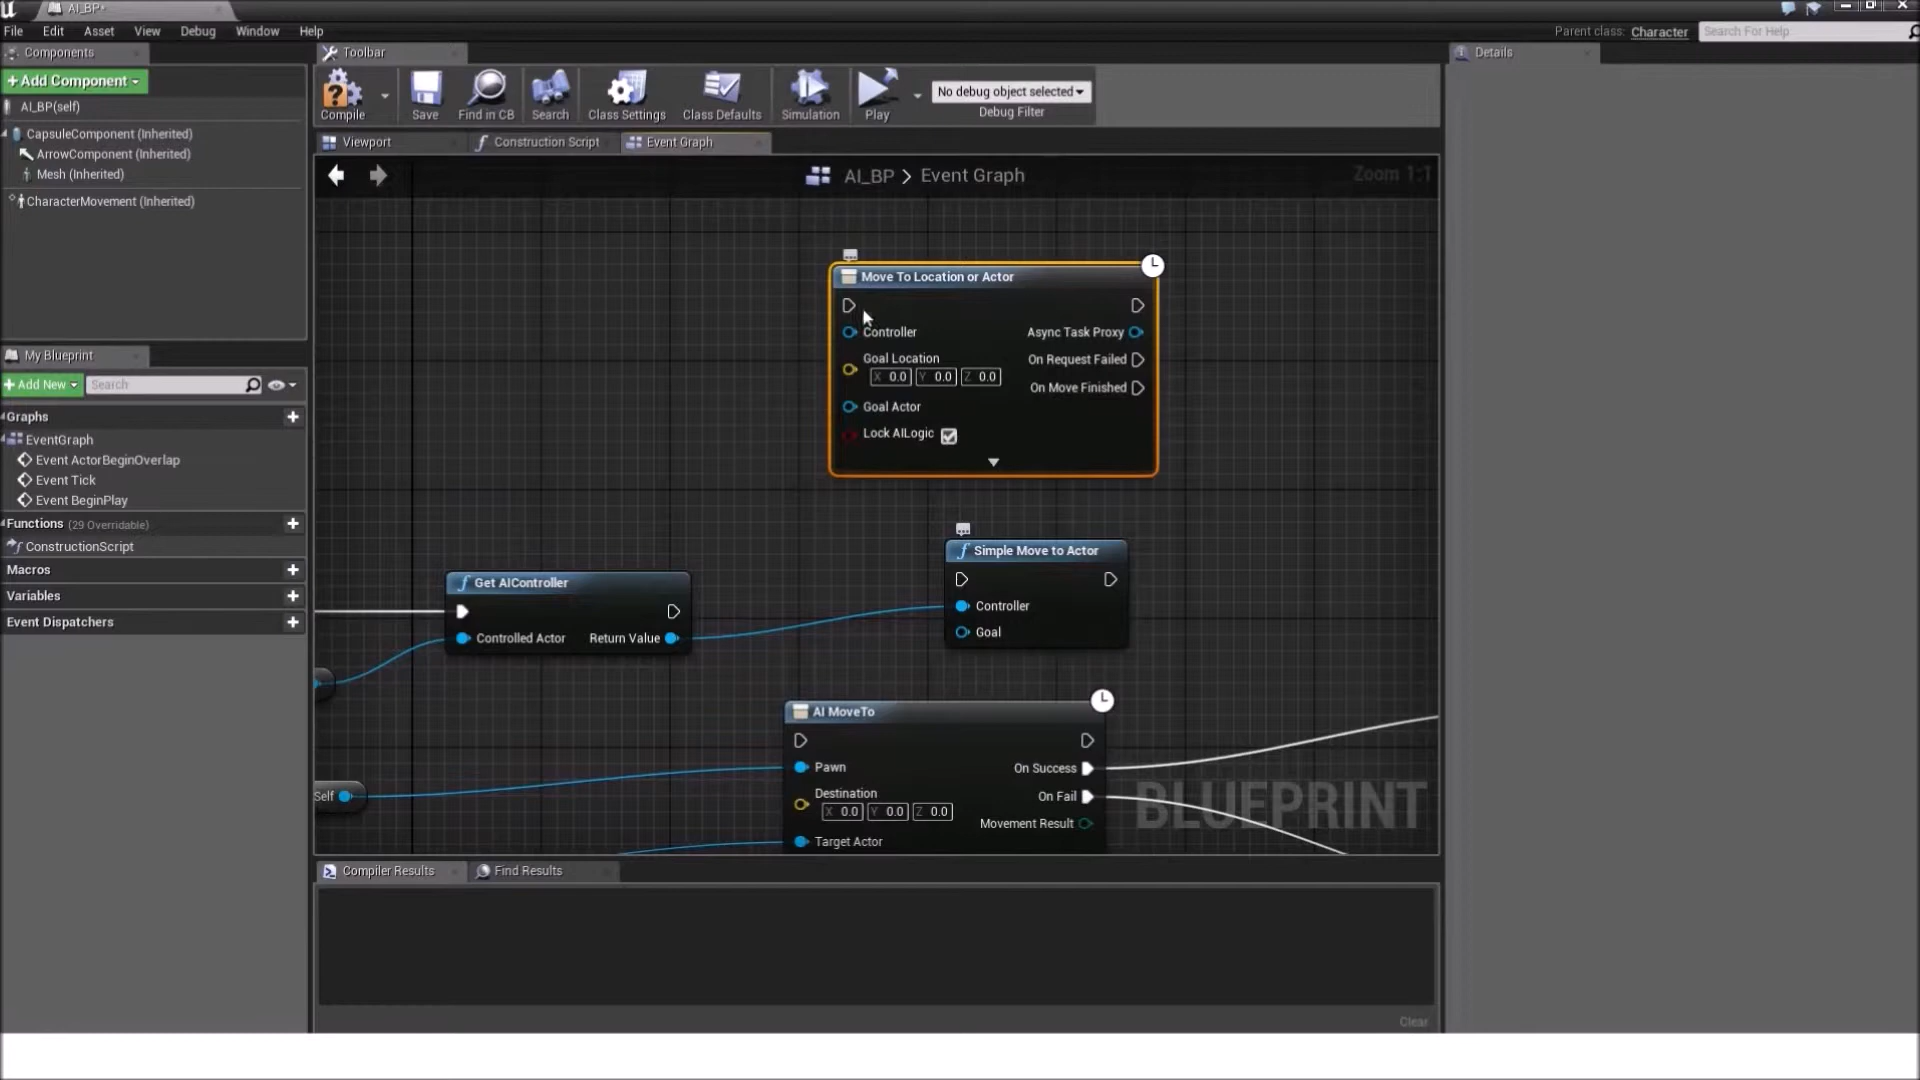 AI_BP*
File Edit Asset View Debug Window Help
Parent class: Character Search For Help
Components
Toolbar
Details
+Add Component
AI_BP(self)
CapsuleComponent (Inherited)
ArrowComponent (Inherited)
Mesh (Inherited)
CharacterMovement (Inherited)
Compile Save Find in CB Search Class Settings Class Defaults Simulation Play
No debug object selected
Debug Filter
Viewport Construction Script Event Graph
AI_BP > Event Graph
Zoom 1:1
My Blueprint
+Add New Search
Graphs
EventGraph
Event ActorBeginOverlap
Event Tick
Event BeginPlay
Functions (29 Overridable)
ConstructionScript
Macros
Variables
Event Dispatchers
Move To Location or Actor
Controller Async Task Proxy
Goal Location On Request Failed
X 0.0 Y 0.0 Z 0.0 On Move Finished
Goal Actor
Lock AILogic
Simple Move to Actor
Controller
Goal
Get AIController
Controlled Actor Return Value
AI MoveTo
Self
Pawn On Success
Destination On Fail
X 0.0 Y 0.0 Z 0.0 Movement Result
Target Actor
BLUEPRINT
Compiler Results Find Results
Clear